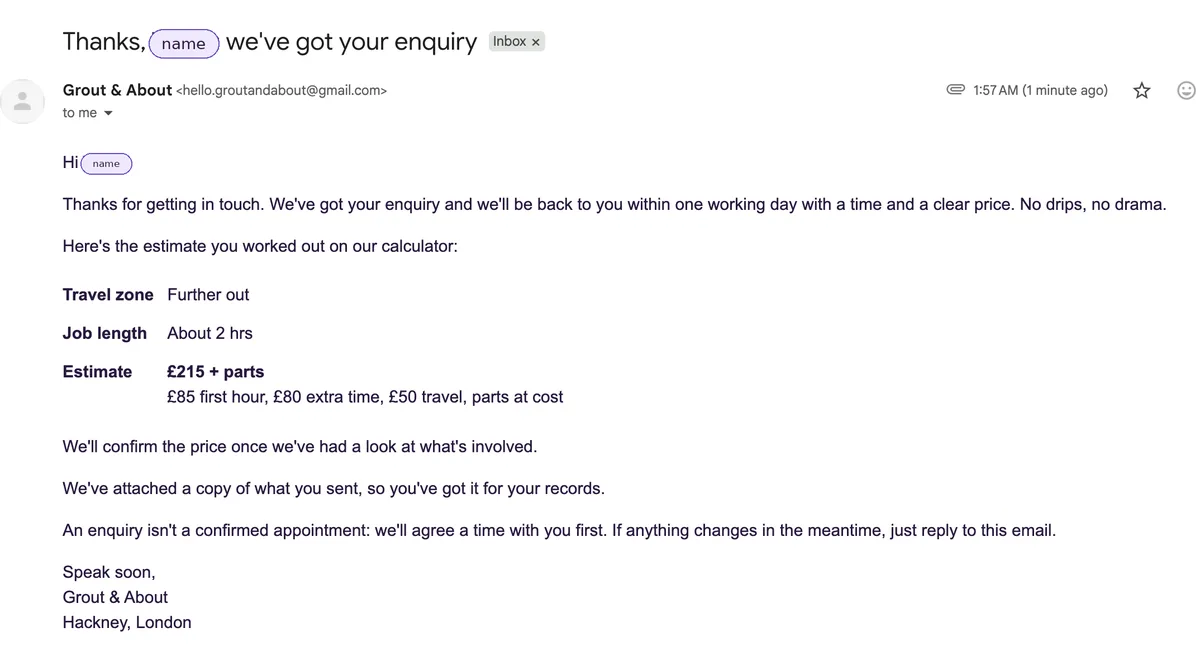 Thanks, name we've got your enquiry Inbox ×
Grout & About <hello.groutandabout@gmail.com> 1:57 AM (1 minute ago)
to me
Hi name
Thanks for getting in touch. We've got your enquiry and we'll be back to you within one working day with a time and a clear price. No drips, no drama.
Here's the estimate you worked out on our calculator:
Travel zone Further out
Job length About 2 hrs
Estimate £215 + parts
£85 first hour, £80 extra time, £50 travel, parts at cost
We'll confirm the price once we've had a look at what's involved.
We've attached a copy of what you sent, so you've got it for your records.
An enquiry isn't a confirmed appointment: we'll agree a time with you first. If anything changes in the meantime, just reply to this email.
Speak soon,
Grout & About
Hackney, London